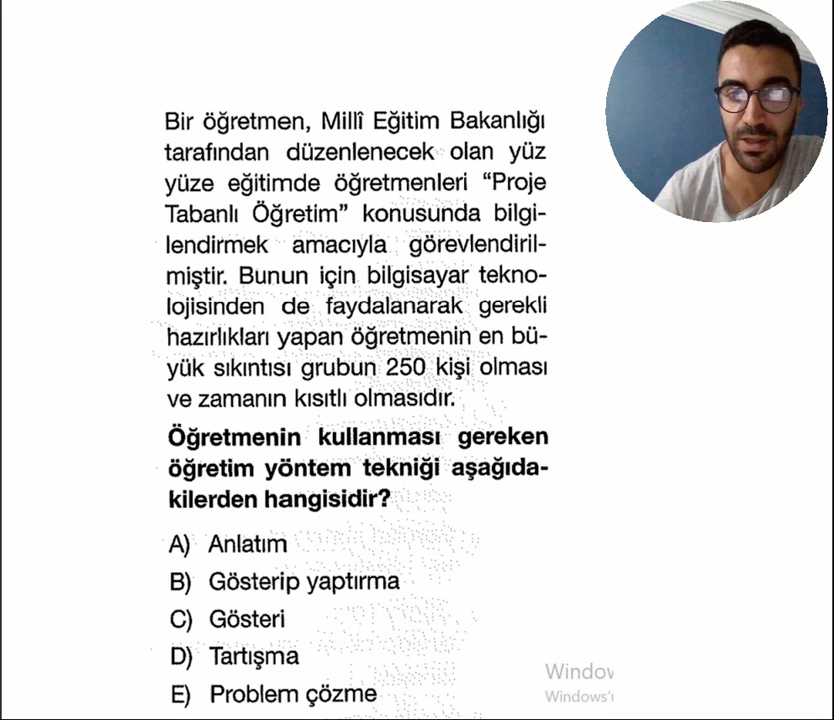 Bir öğretmen, Millî Eğitim Bakanlığı
tarafından düzenlenecek olan yüz
yüze eğitimde öğretmenleri “Proje
Tabanlı Öğretim” konusunda bilgi-
lendirmek amacıyla görevlendiril-
miştir. Bunun için bilgisayar tekno-
lojisinden de faydalanarak gerekli
hazırlıkları yapan öğretmenin en bü-
yük sıkıntısı grubun 250 kişi olması
ve zamanın kısıtlı olmasıdır.
Öğretmenin kullanması gereken
öğretim yöntem tekniği aşağıda-
kilerden hangisidir?
A) Anlatım
B) Gösterip yaptırma
C) Gösteri
D) Tartışma
E) Problem çözme
Window
Windows'u